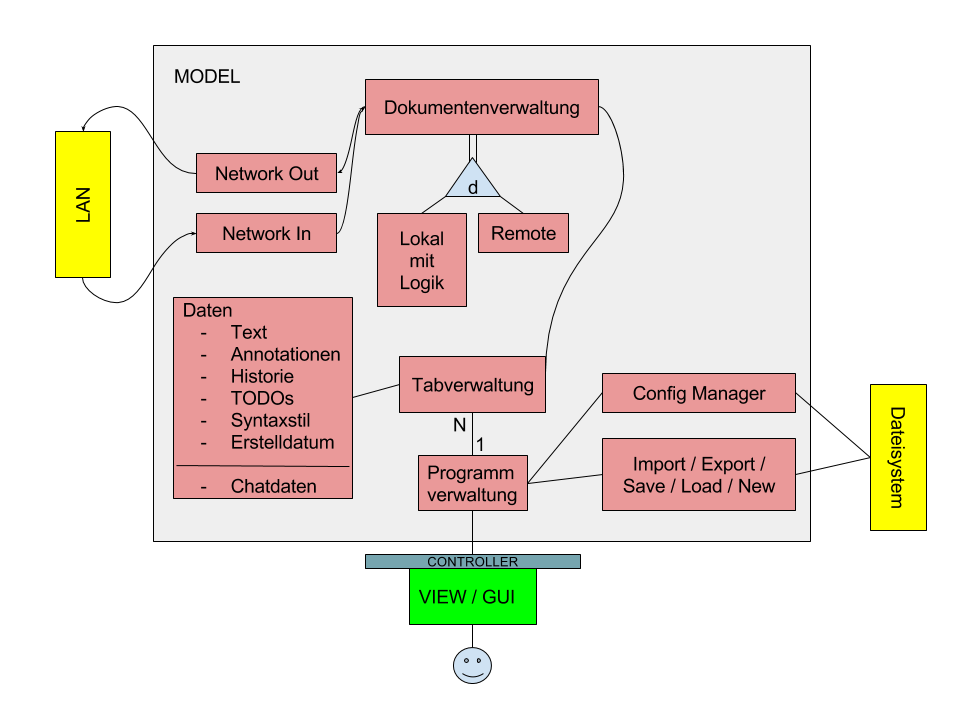 MODEL
Dokumentenverwaltung
Network Out
d
LAN
Network In
Lokal
mit
Logik
Remote
Daten
- Text
- Annotationen
- Historie
- TODOs
- Syntaxstil
- Erstelldatum
- Chatdaten
Tabverwaltung
N
1
Programm
verwaltung
Config Manager
Import / Export /
Save / Load / New
Dateisystem
CONTROLLER
VIEW / GUI